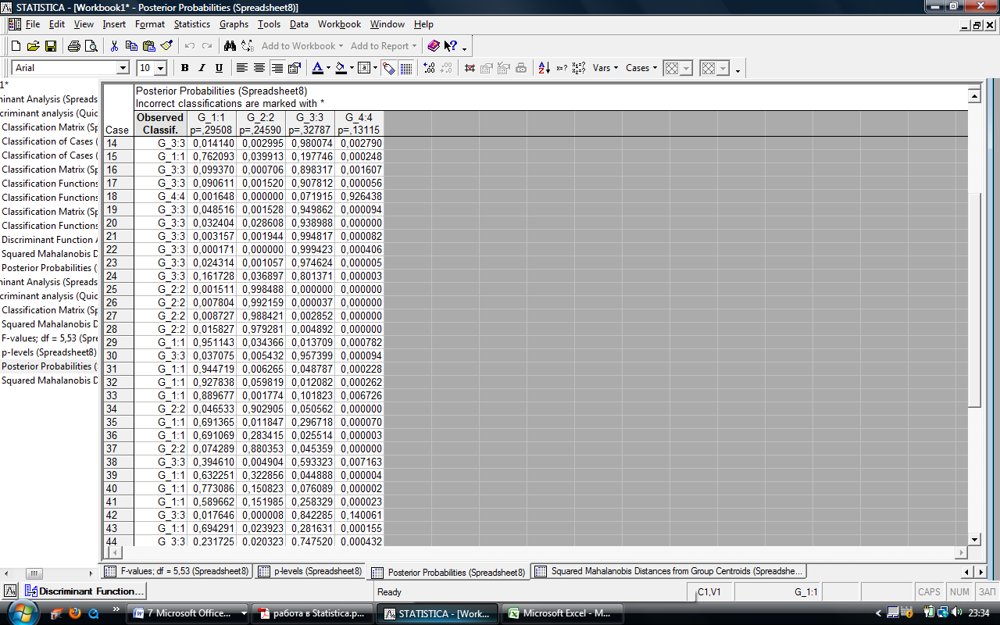 STATISTICA - [Workbook1* - Posterior Probabilities (Spreadsheet8)]
File Edit View Insert Format Statistics Graphs Tools Data Workbook Window Help
Add to Workbook Add to Report
Arial 10 B I U Vars Cases
1*
minant Analysis (Spreads
criminant analysis (Quic
Classification Matrix (Sp
Classification of Cases (
Classification of Cases (
Classification Matrix (Sp
Classification Functions
Classification Functions
Classification Matrix (Sp
Classification Functions
Discriminant Function A
Squared Mahalanobis D
Posterior Probabilities (
minant Analysis (Spreads
criminant analysis (Quic
Classification Matrix (Sp
Squared Mahalanobis D
F-values; df = 5,53 (Spre
p-levels (Spreadsheet8)
Posterior Probabilities (
Squared Mahalanobis D
Posterior Probabilities (Spreadsheet8)
Incorrect classifications are marked with *
Observed G_1:1 G_2:2 G_3:3 G_4:4
Case Classif. p=,29508 p=,24590 p=,32787 p=,13115
14 G_3:3 0,014140 0,002995 0,980074 0,002790
15 G_1:1 0,762093 0,039913 0,197746 0,000248
16 G_3:3 0,099370 0,000706 0,898317 0,001607
17 G_3:3 0,090611 0,001520 0,907812 0,000056
18 G_4:4 0,001648 0,000000 0,071915 0,926438
19 G_3:3 0,048516 0,001528 0,949862 0,000094
20 G_3:3 0,032404 0,028608 0,938988 0,000000
21 G_3:3 0,003157 0,001944 0,994817 0,000082
22 G_3:3 0,000171 0,000000 0,999423 0,000406
23 G_3:3 0,024314 0,001057 0,974624 0,000005
24 G_3:3 0,161728 0,036897 0,801371 0,000003
25 G_2:2 0,001511 0,998488 0,000000 0,000000
26 G_2:2 0,007804 0,992159 0,000037 0,000000
27 G_2:2 0,008727 0,988421 0,002852 0,000000
28 G_2:2 0,015827 0,979281 0,004892 0,000000
29 G_1:1 0,951143 0,034366 0,013709 0,000782
30 G_3:3 0,037075 0,005432 0,957399 0,000094
31 G_1:1 0,944719 0,006265 0,048787 0,000228
32 G_1:1 0,927838 0,059819 0,012082 0,000262
33 G_1:1 0,889677 0,001774 0,101823 0,006726
34 G_2:2 0,046533 0,902905 0,050562 0,000000
35 G_1:1 0,691365 0,011847 0,296718 0,000070
36 G_1:1 0,691069 0,283415 0,025514 0,000003
37 G_2:2 0,074289 0,880353 0,045359 0,000000
38 G_3:3 0,394610 0,004904 0,593323 0,007163
39 G_1:1 0,632251 0,322856 0,044888 0,000004
40 G_1:1 0,773086 0,150823 0,076089 0,000002
41 G_1:1 0,589662 0,151985 0,258329 0,000023
42 G_3:3 0,017646 0,000008 0,842285 0,140061
43 G_1:1 0,694291 0,023923 0,281631 0,000155
44 G_3:3 0,231725 0,020323 0,747520 0,000432
F-values; df = 5,53 (Spreadsheet8) p-levels (Spreadsheet8) Posterior Probabilities (Spreadsheet8) Squared Mahalanobis Distances from Group Centroids (Spreadshe...
Discriminant Function... Ready C1,V1 G_1:1 CAPS NUM ЗАП
7 Microsoft Office... работа в Statistica.p... STATISTICA - [Work... Microsoft Excel - M... 23:34